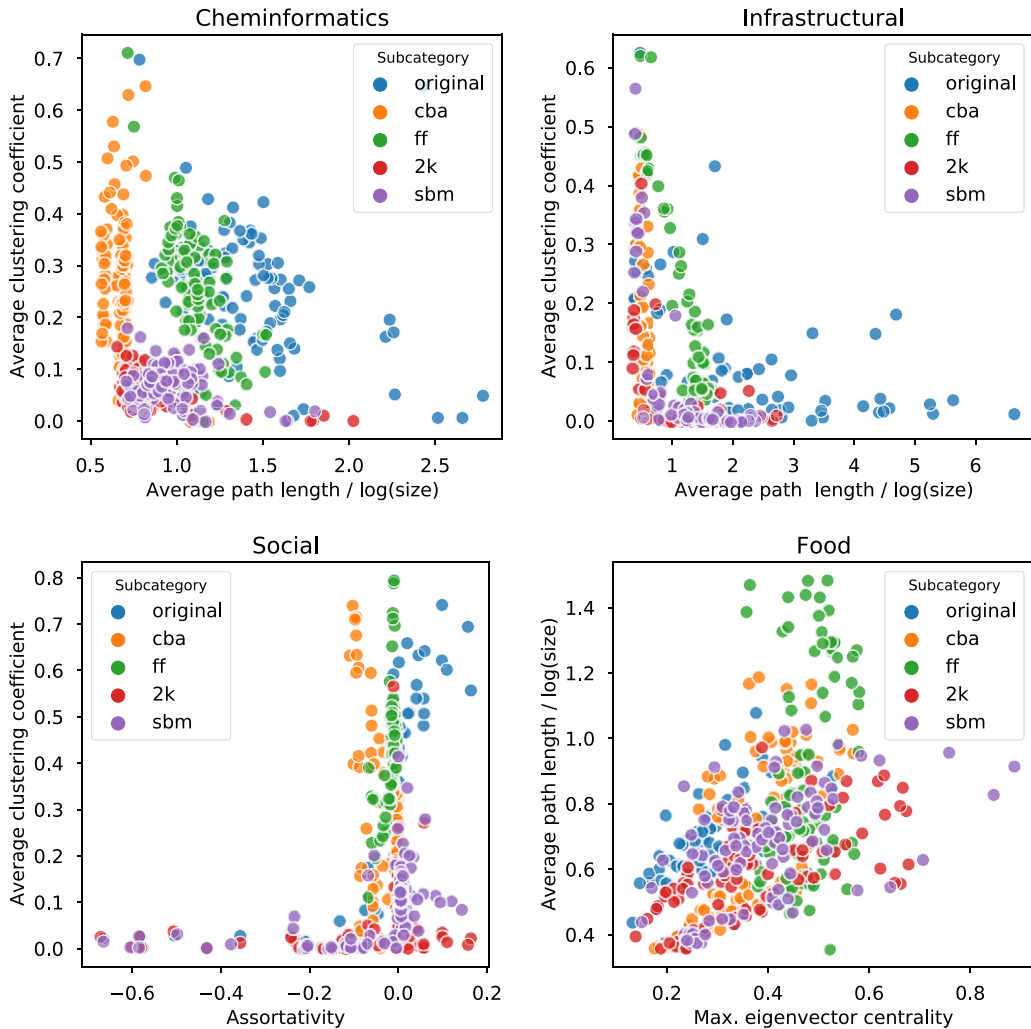 Cheminformatics
Average clustering coefficient
0.7
0.6
0.5
0.4
0.3
0.2
0.1
0.0
Subcategory
original
cba
ff
2k
sbm
0.5 1.0 1.5 2.0 2.5
Average path length / log(size)
Infrastructural
Average clustering coefficient
0.6
0.5
0.4
0.3
0.2
0.1
0.0
Subcategory
original
cba
ff
2k
sbm
1 2 3 4 5 6
Average path length / log(size)
Social
Average clustering coefficient
0.8
0.7
0.6
0.5
0.4
0.3
0.2
0.1
0.0
Subcategory
original
cba
ff
2k
sbm
−0.6 −0.4 −0.2 0.0 0.2
Assortativity
Food
Average path length / log(size)
1.4
1.2
1.0
0.8
0.6
0.4
Subcategory
original
cba
ff
2k
sbm
0.2 0.4 0.6 0.8
Max. eigenvector centrality